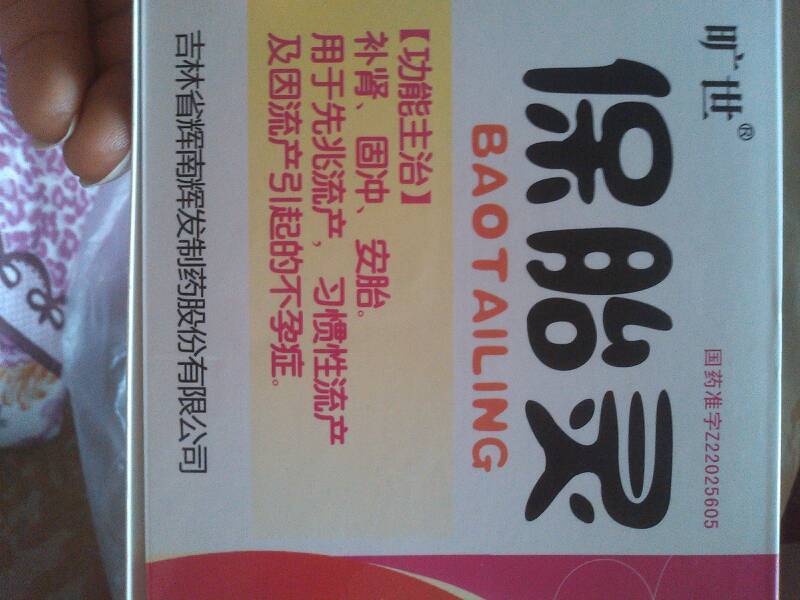 旷世®
保胎灵
BAOTAILING
国药准字Z22025605
【功能主治】
补肾、固冲、安胎。
用于先兆流产，习惯性流产
及因流产引起的不孕症。
吉林省辉南辉发制药股份有限公司